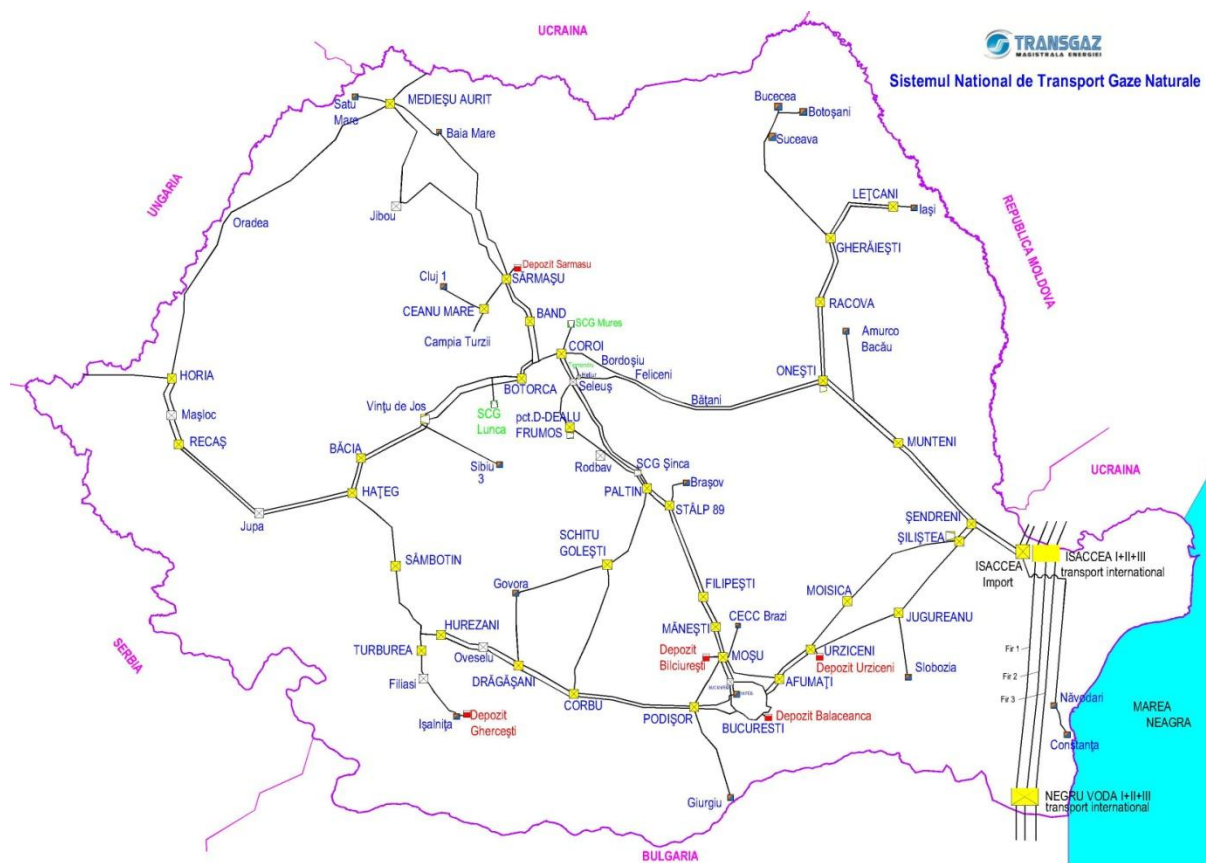 UCRAINA
TRANSGAZ
MAGISTRALA ENERGIEI
Sistemul National de Transport Gaze Naturale
MEDIEŞU AURIT
Satu
Mare
Baia Mare
Bucecea
Botoşani
Suceava
UNGARIA
Oradea
Jibou
LEŢCANI
Iaşi
GHERĂIEŞTI
REPUBLICA MOLDOVA
Depozit Sarmasu
SĂRMAŞU
Cluj 1
CEANU MARE
Campia Turzii
BAND
SCG Mures
COROI
Bordoşiu
Feliceni
RACOVA
Amurco
Bacău
ONEŞTI
HORIA
Maşloc
RECAŞ
BOTORCA
Seleuş
Băţani
Vinţu de Jos
SCG
Lunca
pct.D-DEALU
FRUMOS
MUNTENI
BĂCIA
Sibiu
3
Rodbav
SCG Şinca
UCRAINA
HAŢEG
PALTIN
Braşov
STÂLP 89
Jupa
ŞENDRENI
ŞILIŞTEA
SCHITU
GOLEŞTI
ISACCEA
Import
ISACCEA I+II+III
transport international
SÂMBOTIN
Govora
FILIPEŞTI
MOISICA
JUGUREANU
SERBIA
HUREZANI
CECC Brazi
MĂNEŞTI
TURBUREA
Oveselu
Depozit
Bilciureşti
MOŞU
URZICENI
Depozit Urziceni
Slobozia
Fir 1
Fir 2
Fir 3
Filiasi
DRĂGĂŞANI
AFUMAŢI
CORBU
Năvodari
MAREA
NEAGRA
Işalniţa
Depozit
Gherceşti
PODIŞOR
BUCURESTI
Depozit Balaceanca
Constanţa
Giurgiu
NEGRU VODA I+II+III
transport international
BULGARIA